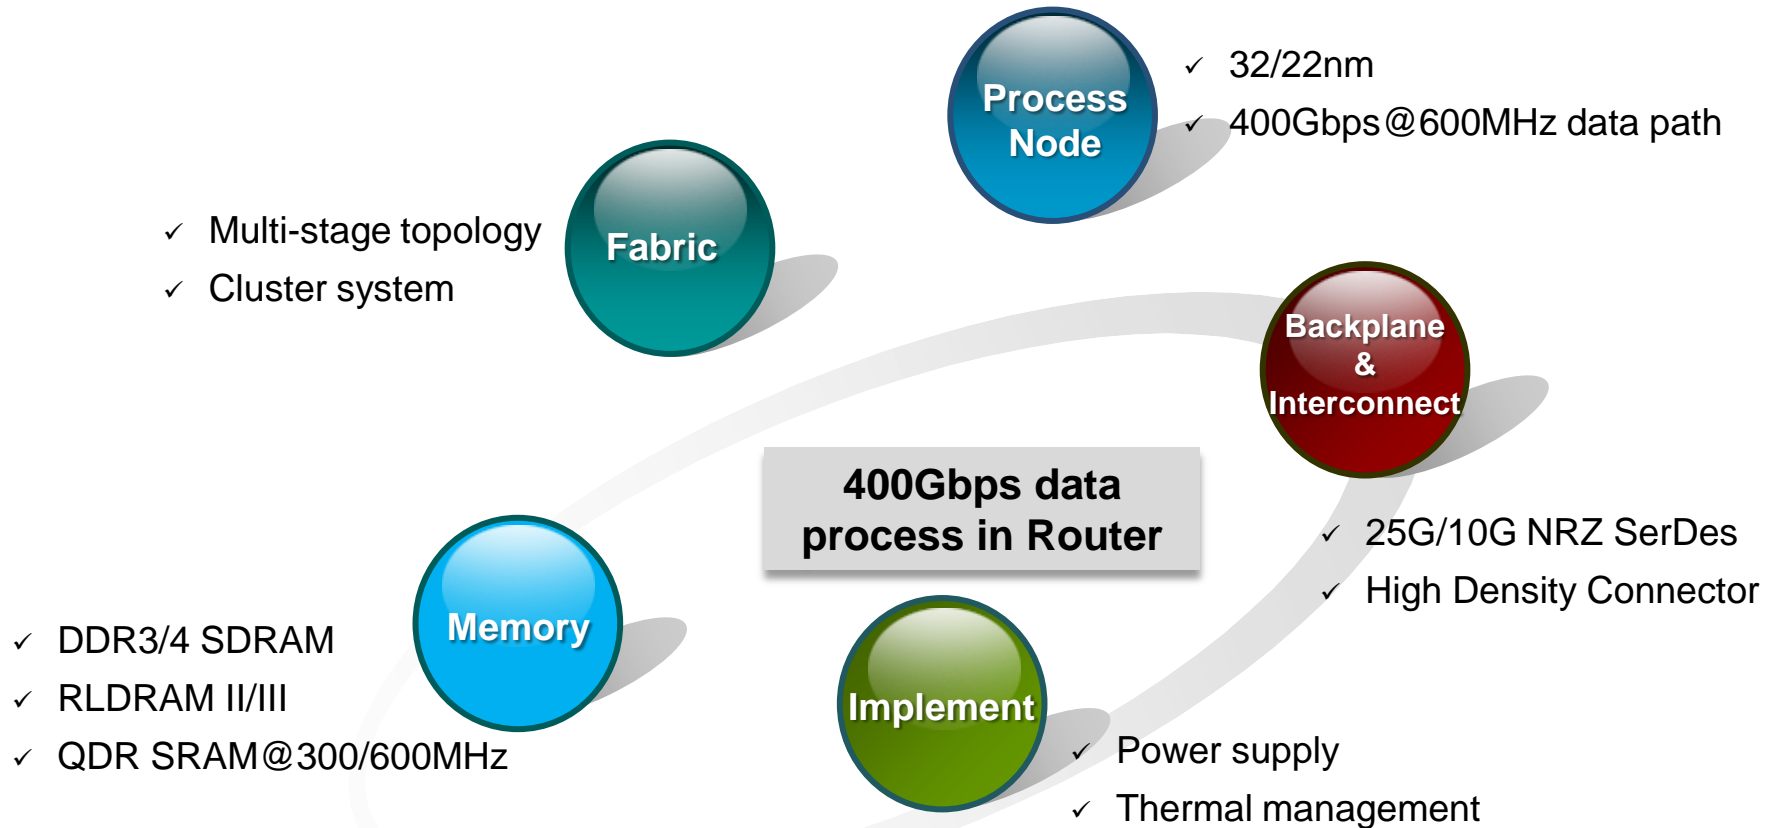 Process
Node
✓ 32/22nm
✓ 400Gbps@600MHz data path
Fabric
✓ Multi-stage topology
✓ Cluster system
Backplane
&
Interconnect
✓ 25G/10G NRZ SerDes
✓ High Density Connector
400Gbps data
process in Router
Memory
✓ DDR3/4 SDRAM
✓ RLDRAM II/III
✓ QDR SRAM@300/600MHz
Implement
✓ Power supply
✓ Thermal management